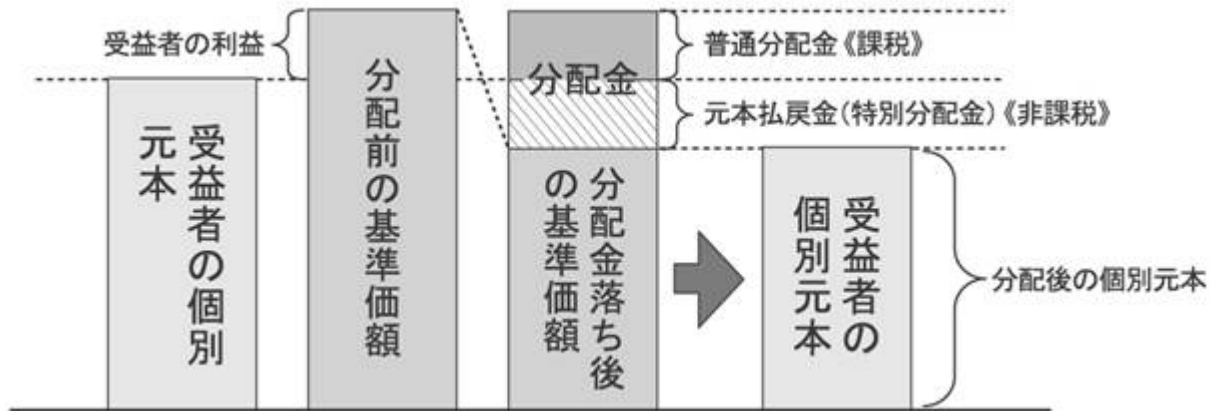 受益者の利益
受益者の個別
元本
分配前の基準価額
分配金
分配金落ち後
の基準価額
普通分配金《課税》
元本払戻金(特別分配金)《非課税》
受益者の
個別元本
分配後の個別元本